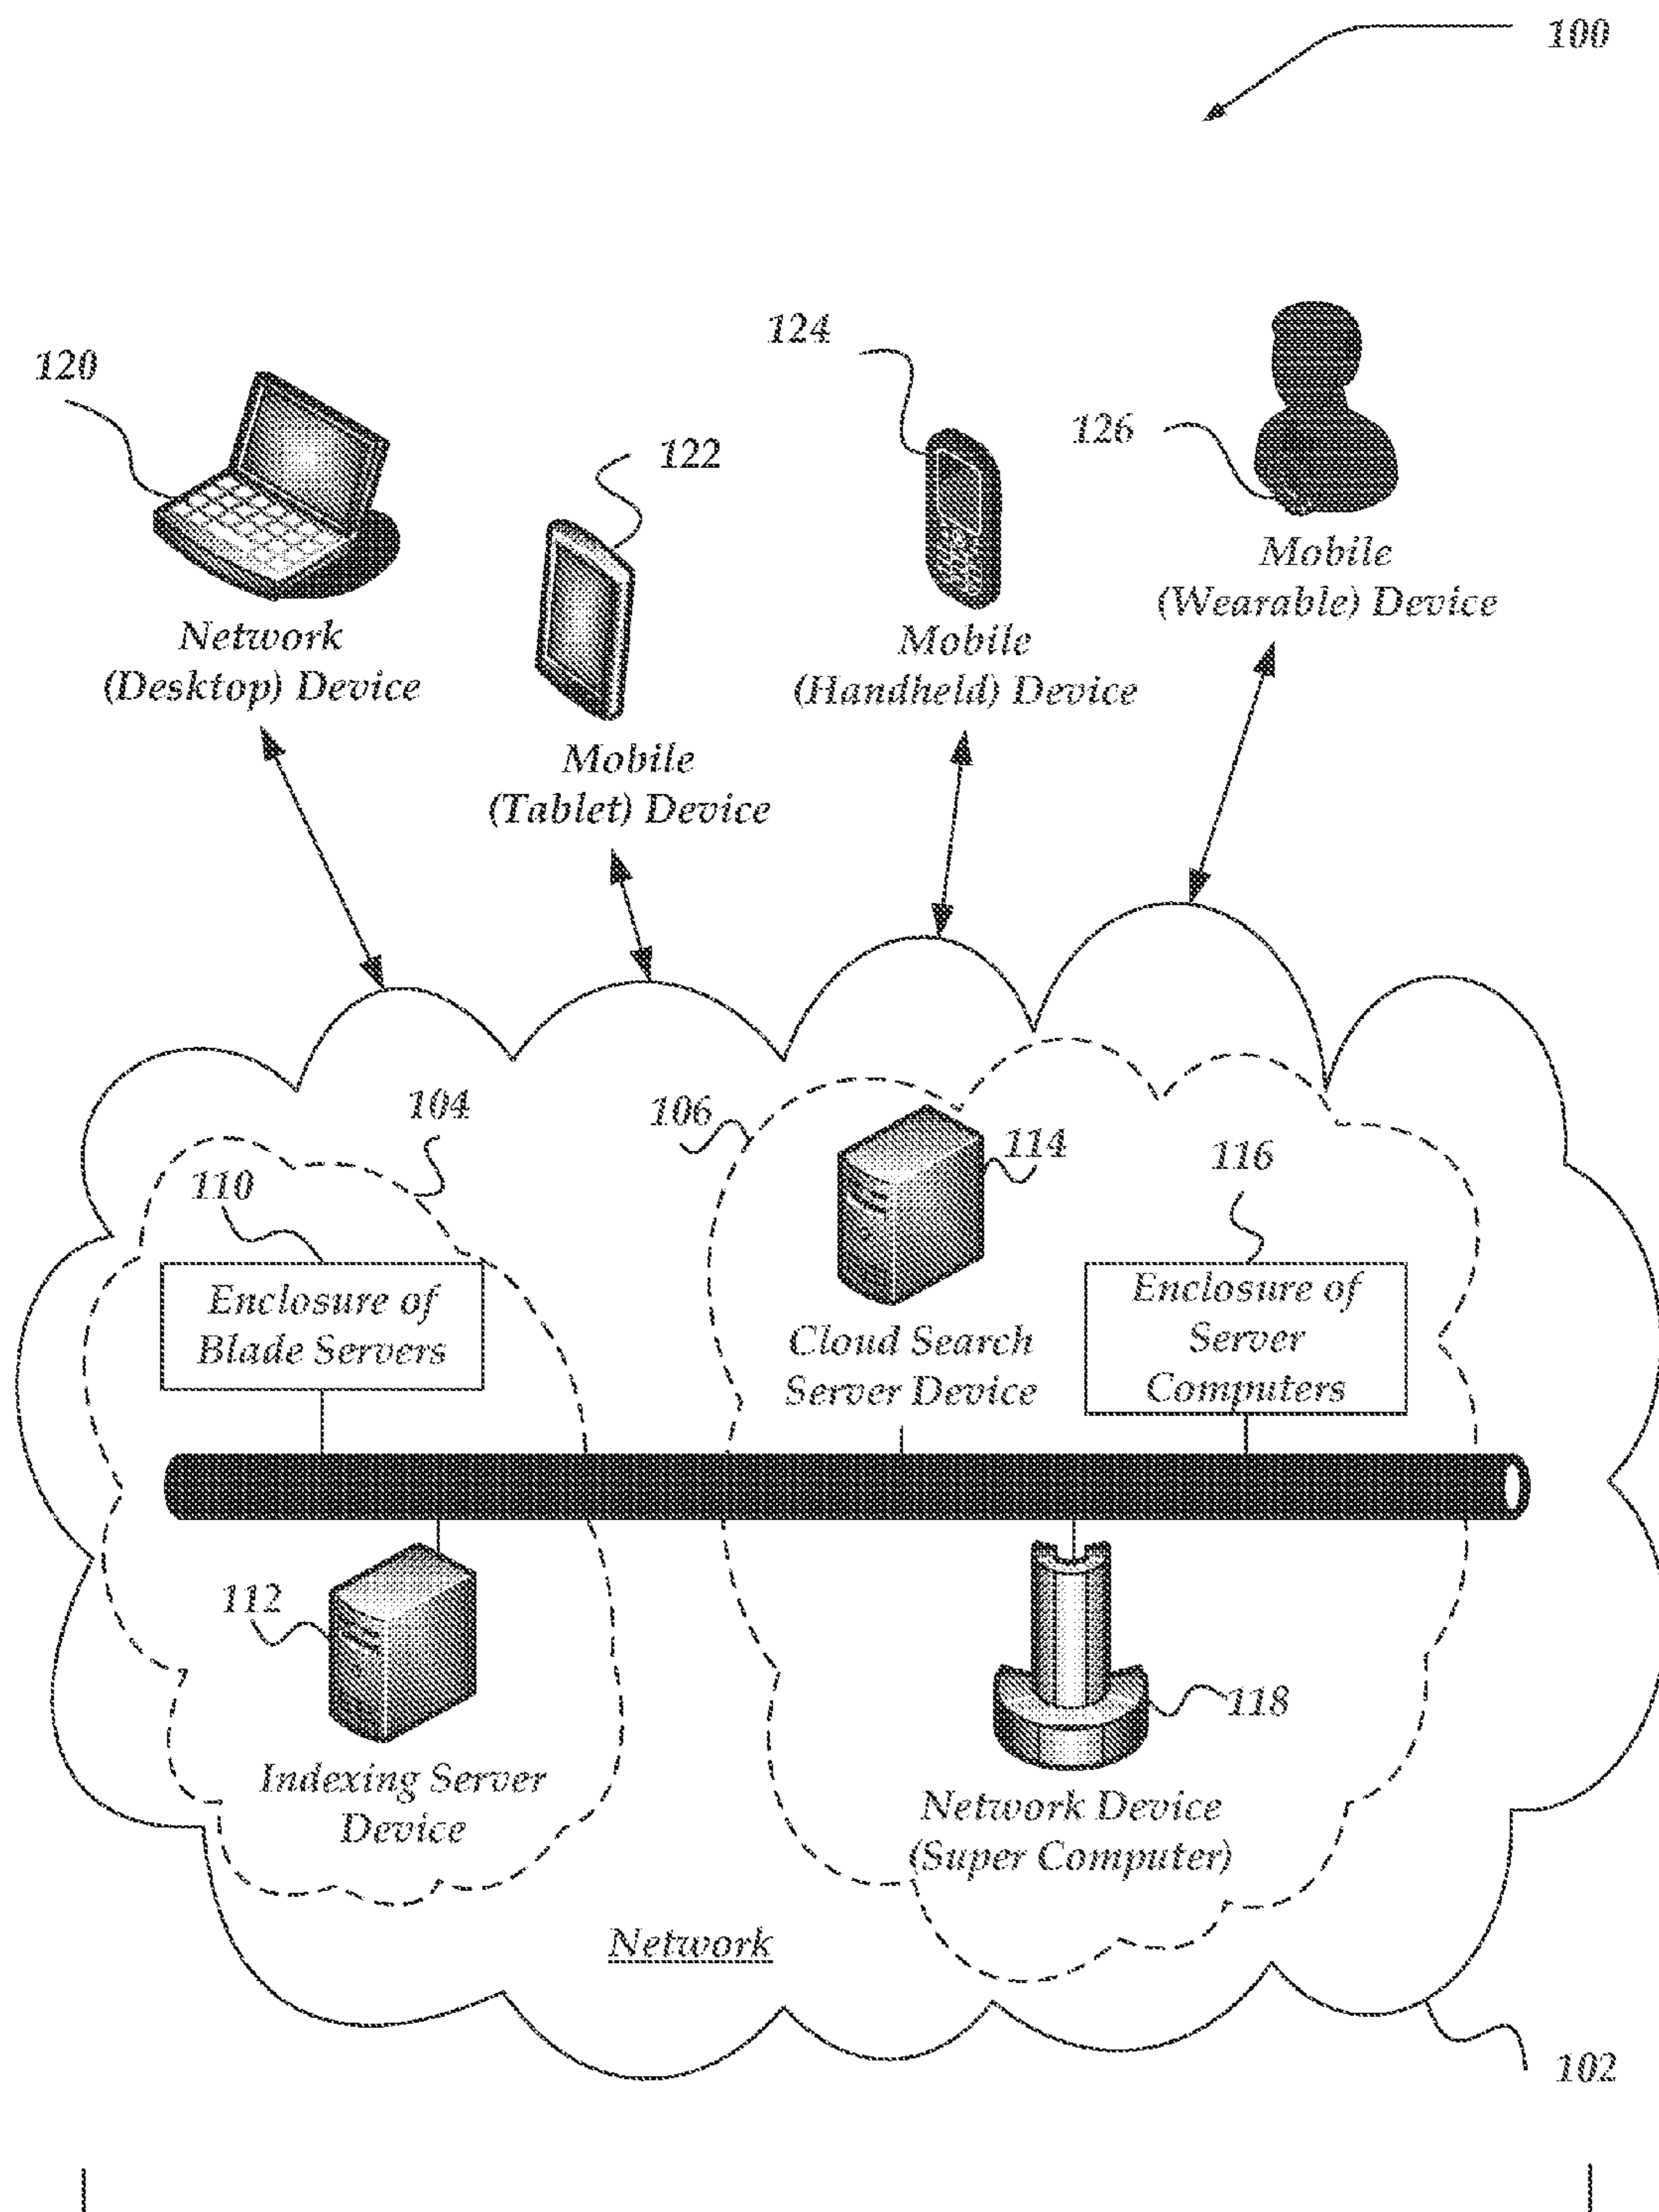 100
124
120
126
122
Mobile
(Wearable) Device
Network
(Desktop) Device
Mobile
(Handheld) Device
Mobile
(Tablet) Device
104
106
114
116
110
Enclosure of
Blade Servers
Enclosure of
Server
Computers
Cloud Search
Server Device
112
118
Indexing Server
Device
Network Device
(Super Computer)
Network
102